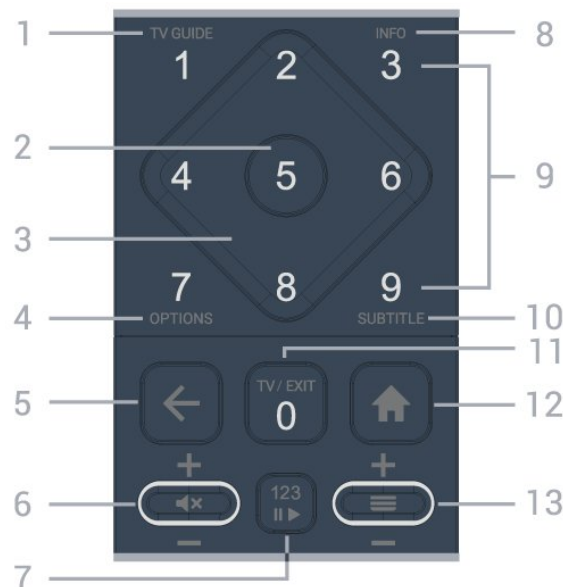 1 TV GUIDE INFO 8
1 2 3
2 4 5 6 9
3
7 8 9
4 OPTIONS SUBTITLE 10
11
5 TV / EXIT 12
0
+ +
6 123 13
- -
7